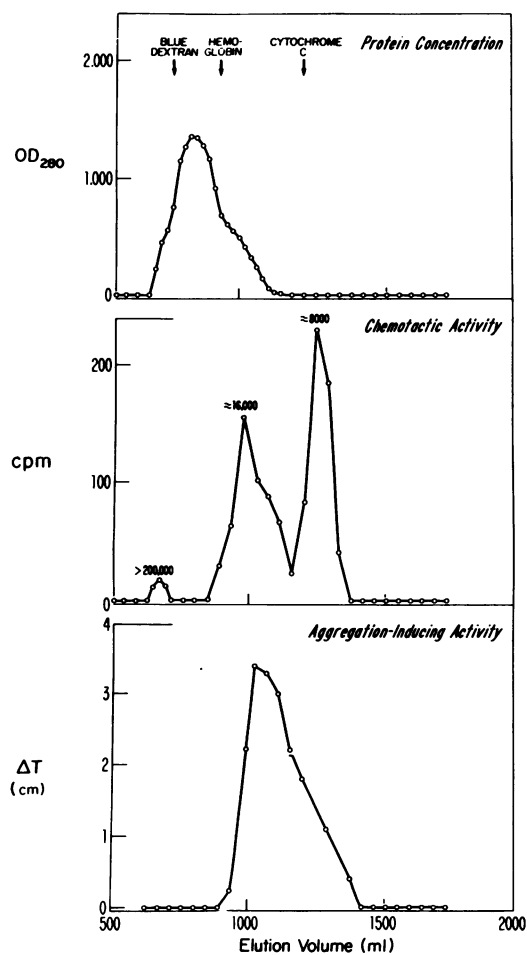 BLUE DEXTRAN
HEMO-GLOBIN
CYTOCHROME C
Protein Concentration
2.000
OD280
1.000
0
Chemotactic Activity
≈8000
200
≈16,000
cpm
100
>200,000
0
Aggregation-Inducing Activity
4
3
ΔT
(cm)
2
1
0
500
1000
1500
2000
Elution Volume (ml)